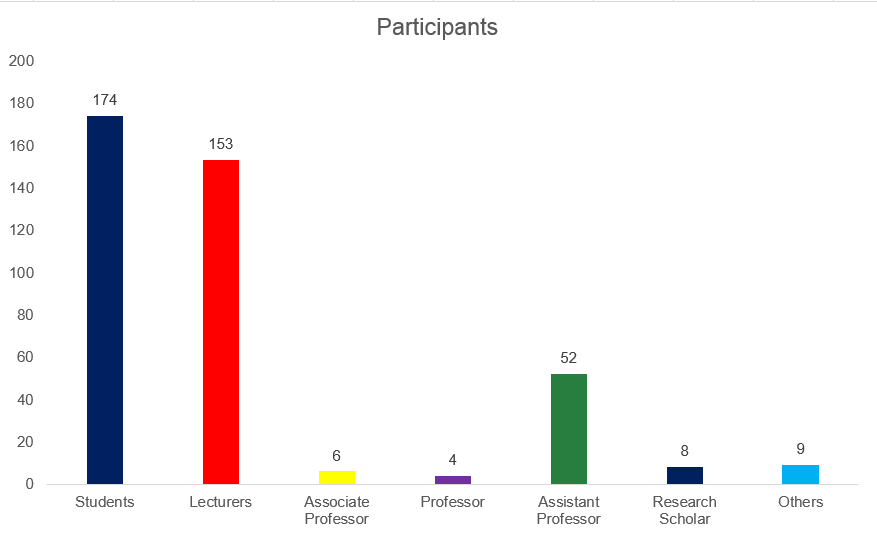 Participants
200
180
160
140
120
100
80
60
40
20
0
174
153
6
4
52
8
9
Students
Lecturers
Associate
Professor
Professor
Assistant
Professor
Research
Scholar
Others